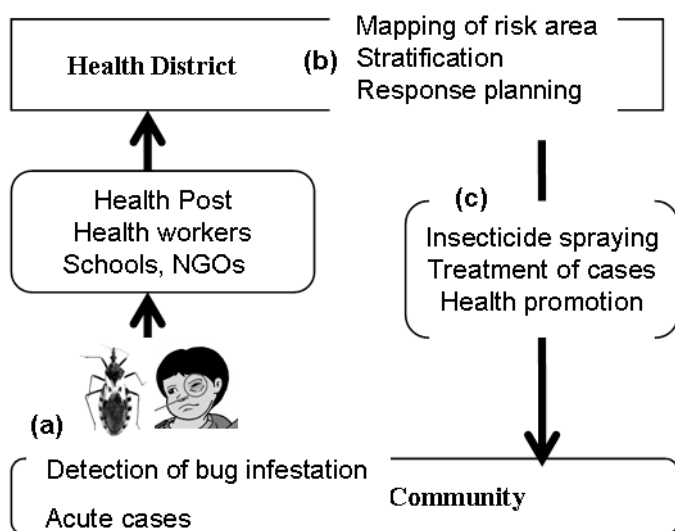 Health District
(b)
Mapping of risk area
Stratification
Response planning
Health Post
Health workers
Schools, NGOs
(c)
Insecticide spraying
Treatment of cases
Health promotion
(a)
Detection of bug infestation
Acute cases
Community